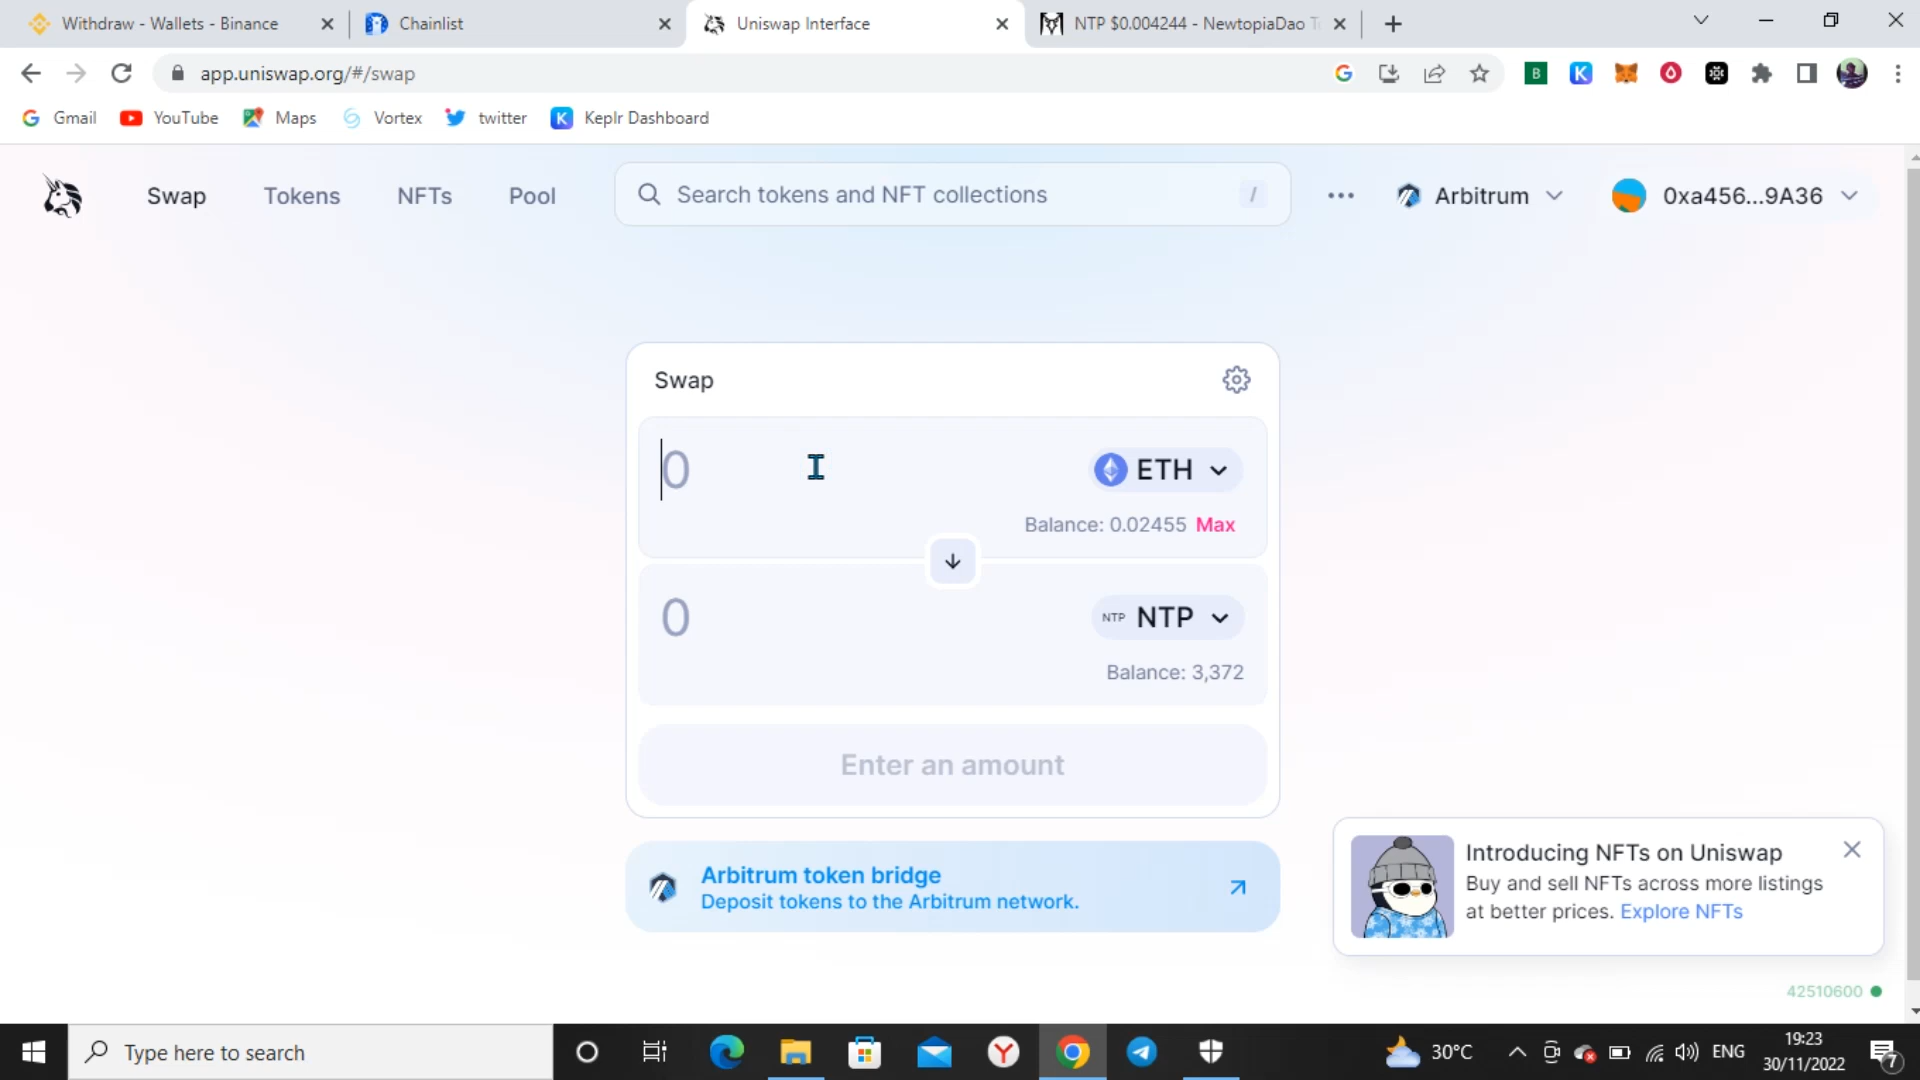 Withdraw - Wallets - Binance
Chainlist
Uniswap Interface
NTP $0.004244 - NewtopiaDao
app.uniswap.org/#/swap
Gmail
YouTube
Maps
Vortex
twitter
Keplr Dashboard
Swap
Tokens
NFTs
Pool
Search tokens and NFT collections
/
Arbitrum
0xa456...9A36
Swap
0
ETH
Balance: 0.02455 Max
0
NTP NTP
Balance: 3,372
Enter an amount
Arbitrum token bridge
Deposit tokens to the Arbitrum network.
Introducing NFTs on Uniswap
Buy and sell NFTs across more listings
at better prices. Explore NFTs
42510600
Type here to search
30°C
ENG
19:23
30/11/2022
7